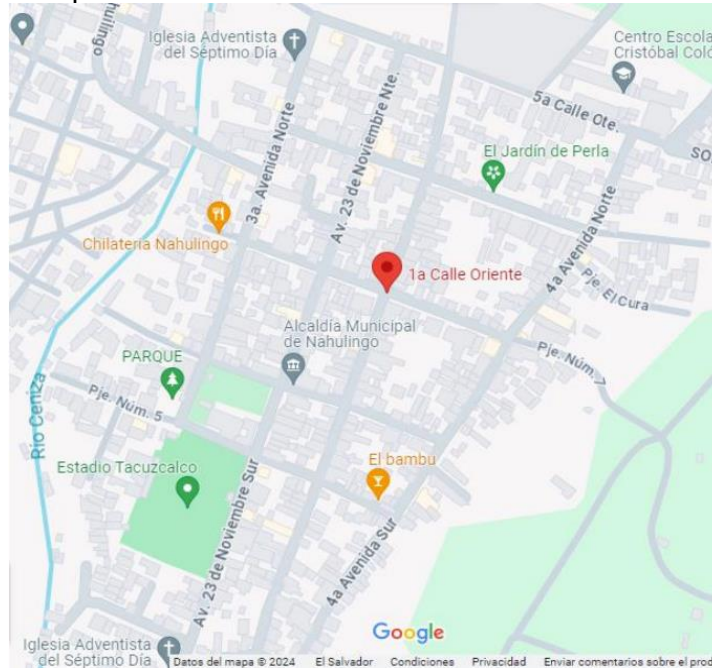 Iglesia Adventista
del Séptimo Día
Centro Escola
Cristóbal Coló
5a Calle Ote.
El Jardín de Perla
3a. Avenida Norte
Av. 23 de Noviembre Nte.
4a Avenida Norte
Chilateria Nahulingo
1a Calle Oriente
Pje. El Cura
Alcaldía Municipal
de Nahulingo
Pje. Núm. 7
PARQUE
Pje. Núm. 5
Río Ceniza
El bambu
Estadio Tacuzcalco
Av. 23 de Noviembre Sur
4a Avenida Sur
Google
Iglesia Adventista
del Séptimo Día
Datos del mapa © 2024 El Salvador Condiciones Privacidad Enviar comentarios sobre el prod